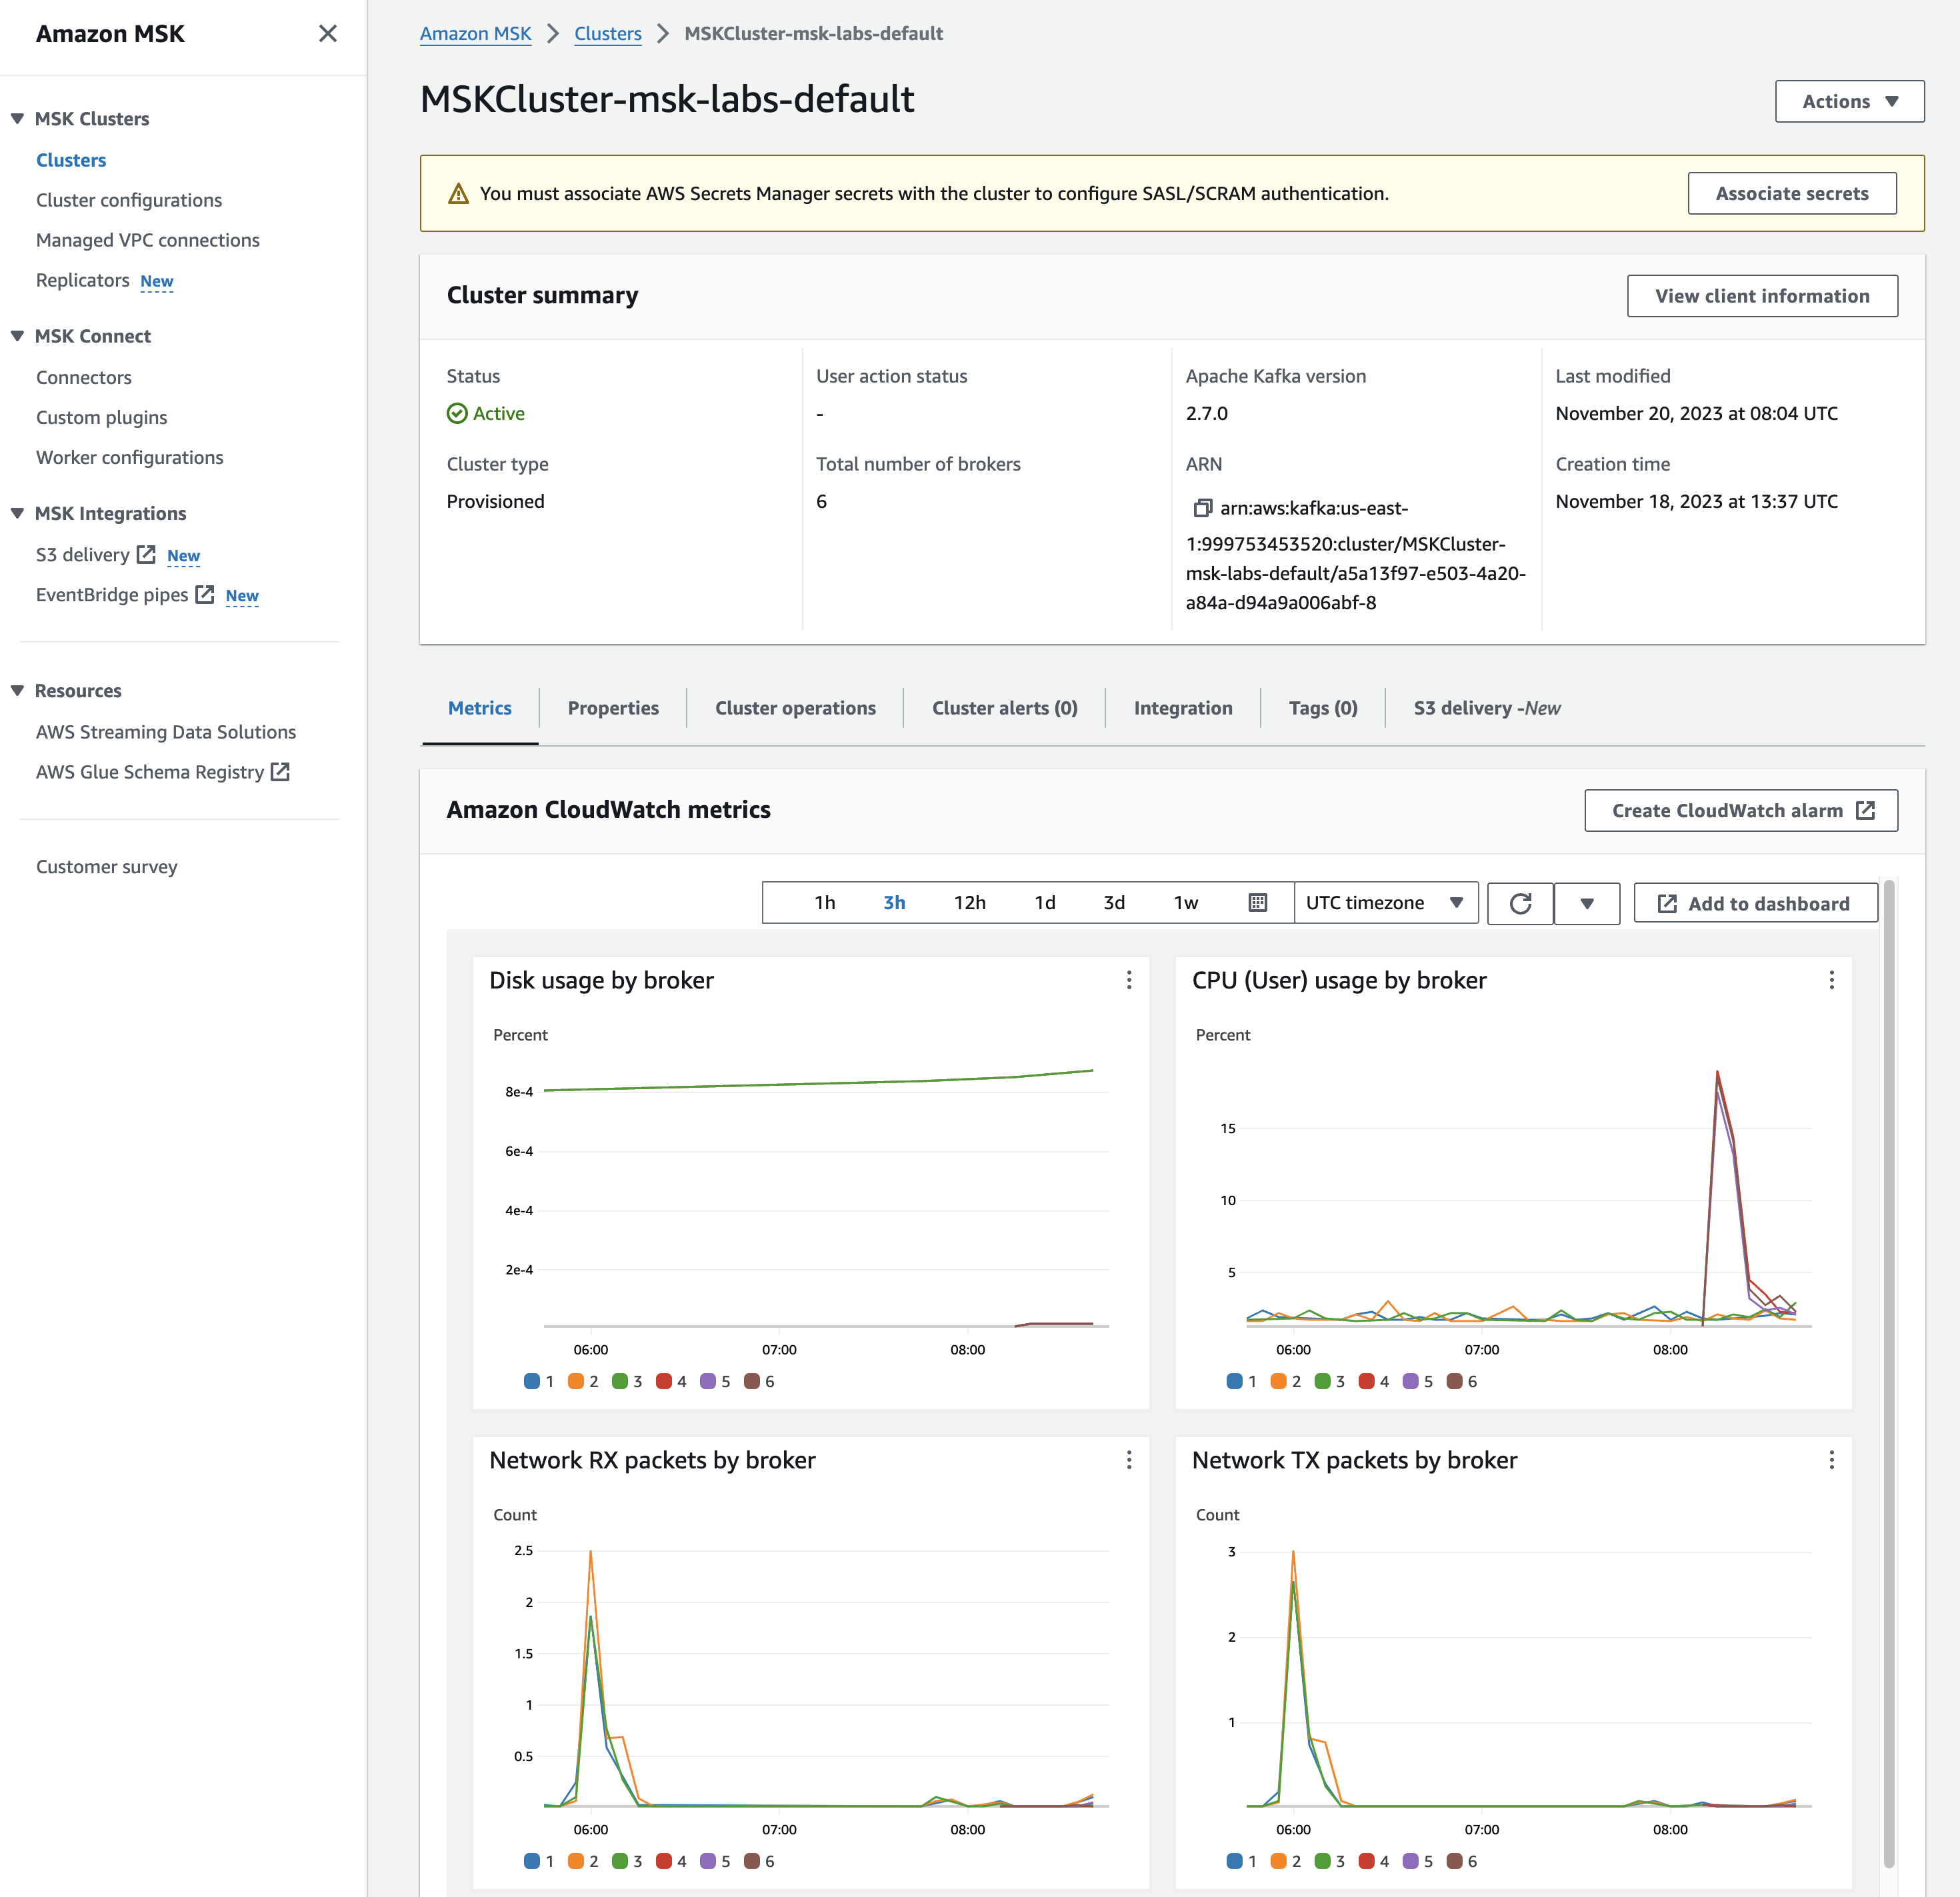 Amazon MSK
MSK Clusters
Clusters
Cluster configurations
Managed VPC connections
Replicators New
MSK Connect
Connectors
Custom plugins
Worker configurations
MSK Integrations
S3 delivery New
EventBridge pipes New
Resources
AWS Streaming Data Solutions
AWS Glue Schema Registry
Customer survey
Amazon MSK Clusters MSKCluster-msk-labs-default
MSKCluster-msk-labs-default
Actions
You must associate AWS Secrets Manager secrets with the cluster to configure SASL/SCRAM authentication.
Associate secrets
Cluster summary
View client information
Status
Active
Cluster type
Provisioned
User action status
-
Total number of brokers
6
Apache Kafka version
2.7.0
ARN
arn:aws:kafka:us-east-
1:999753453520:cluster/MSKCluster-
msk-labs-default/a5a13f97-e503-4a20-
a84a-d94a9a006abf-8
Last modified
November 20, 2023 at 08:04 UTC
Creation time
November 18, 2023 at 13:37 UTC
Metrics Properties Cluster operations Cluster alerts (0) Integration Tags (0) S3 delivery -New
Amazon CloudWatch metrics
Create CloudWatch alarm
1h 3h 12h 1d 3d 1w UTC timezone Add to dashboard
Disk usage by broker
Percent
8e-4
6e-4
4e-4
2e-4
06:00 07:00 08:00
1 2 3 4 5 6
CPU (User) usage by broker
Percent
15
10
5
06:00 07:00 08:00
1 2 3 4 5 6
Network RX packets by broker
Count
2.5
2
1.5
1
0.5
06:00 07:00 08:00
1 2 3 4 5 6
Network TX packets by broker
Count
3
2
1
06:00 07:00 08:00
1 2 3 4 5 6